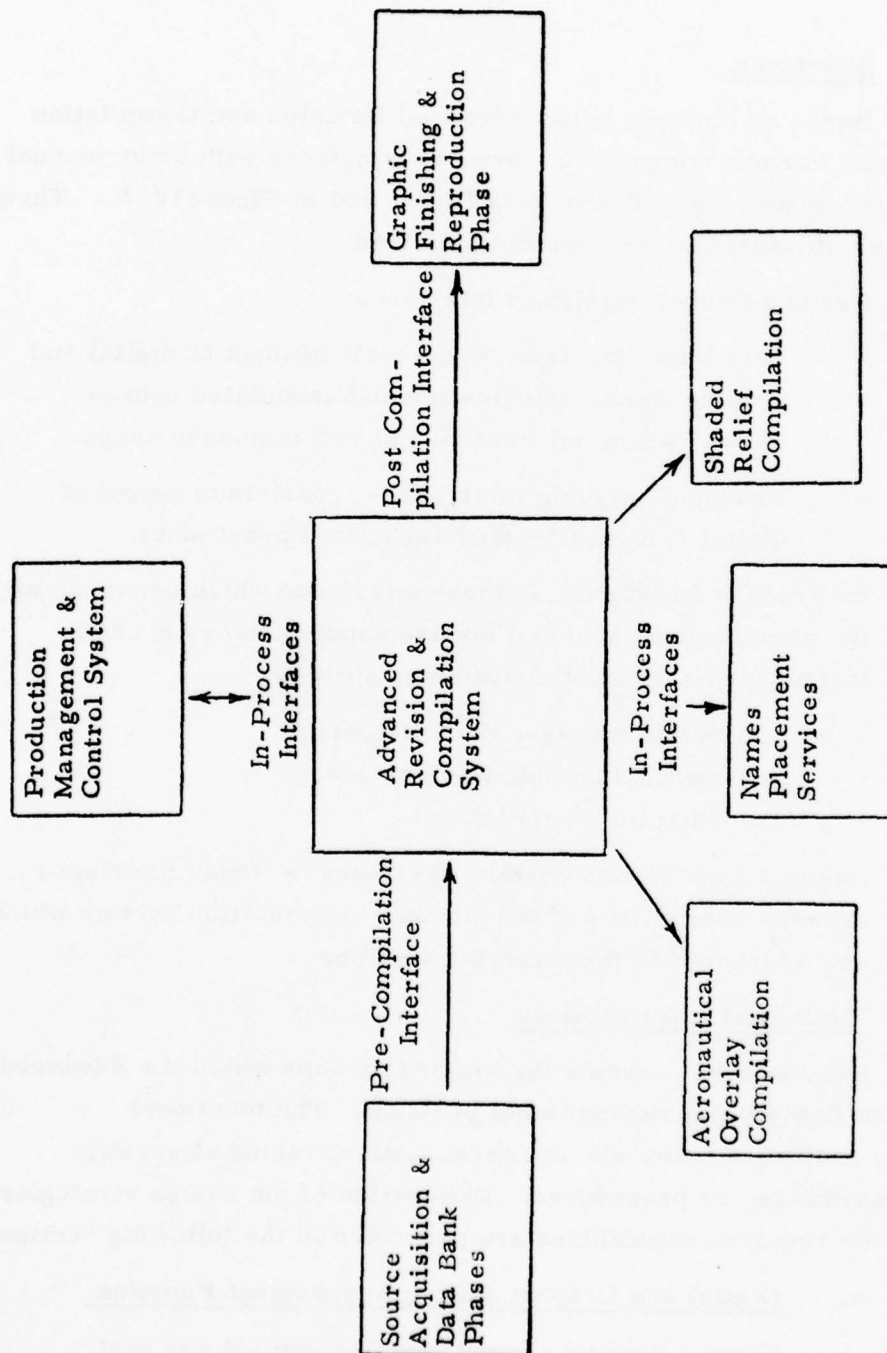 Production
Management &
Control System
In-Process
Interfaces
Source
Acquisition &
Data Bank
Phases
Pre-Compilation
Interface
Advanced
Revision &
Compilation
System
Post Com-
pilation Interface
Graphic
Finishing &
Reproduction
Phase
In-Process
Interfaces
Aeronautical
Overlay
Compilation
Names
Placement
Services
Shaded
Relief
Compilation